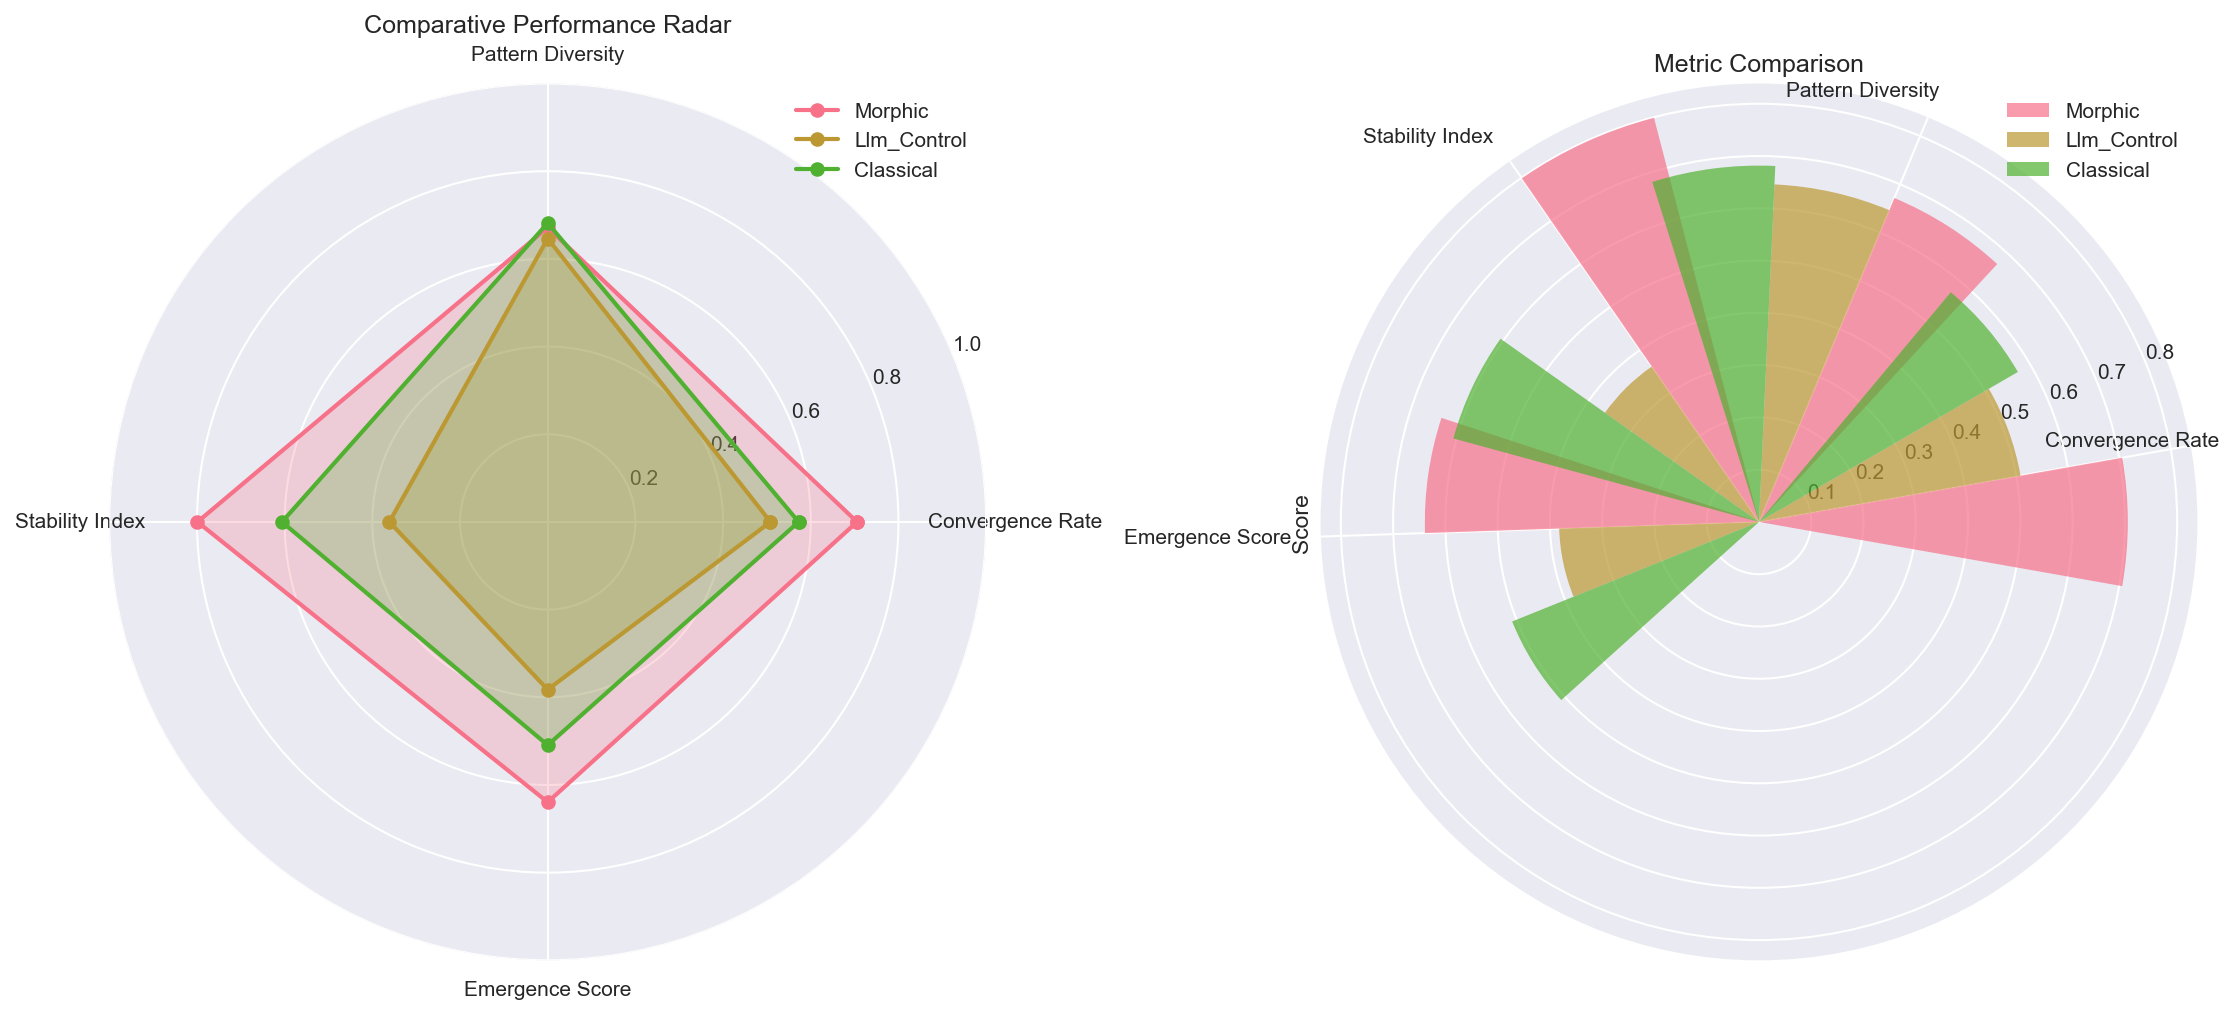 Comparative Performance Radar
Pattern Diversity
Morphic
Llm_Control
Classical
1.0
0.8
0.6
0.4
0.2
Stability Index
Convergence Rate
Emergence Score
Metric Comparison
Pattern Diversity
Stability Index
Morphic
Llm_Control
Classical
0.8
0.7
0.6
0.5
0.4
0.3
0.2
0.1
Convergence Rate
Emergence Score
Score